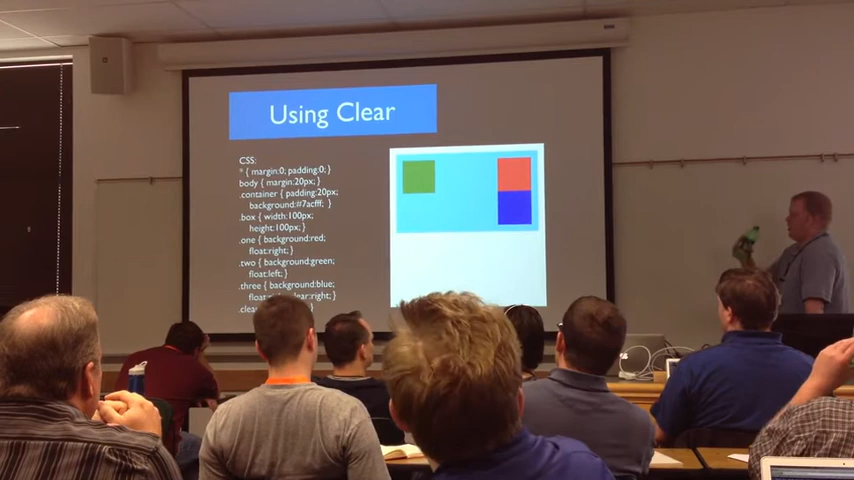 Using Clear
CSS:
* { margin:0; padding:0; }
body { margin:20px; }
.container { padding:20px;
background:#7acfff; }
.box { width:100px;
height:100px; }
.one { background:red;
float:right; }
.two { background:green;
float:left; }
.three { background:blue;
right; }